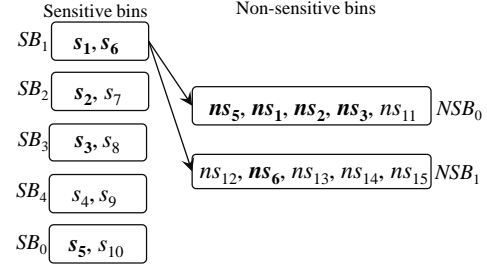 Sensitive bins
Non-sensitive bins
SB₁ s₁, s₆
SB₂ s₂, s₇
SB₃ s₃, s₈
SB₄ s₄, s₉
SB₀ s₅, s₁₀
ns₅, ns₁, ns₂, ns₃, ns₁₁ NSB₀
ns₁₂, ns₆, ns₁₃, ns₁₄, ns₁₅ NSB₁